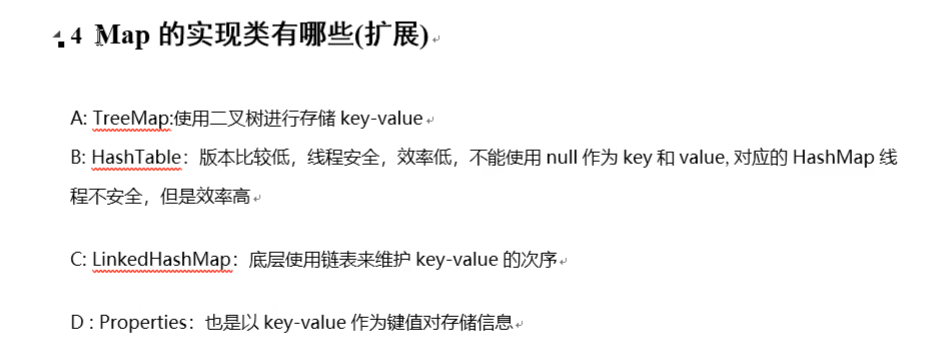 4 Map 的实现类有哪些(扩展)
A: TreeMap:使用二叉树进行存储 key-value
B: HashTable：版本比较低，线程安全，效率低，不能使用 null 作为 key 和 value, 对应的 HashMap 线
程不安全，但是效率高
C: LinkedHashMap：底层使用链表来维护 key-value 的次序
D : Properties：也是以 key-value 作为键值对存储信息